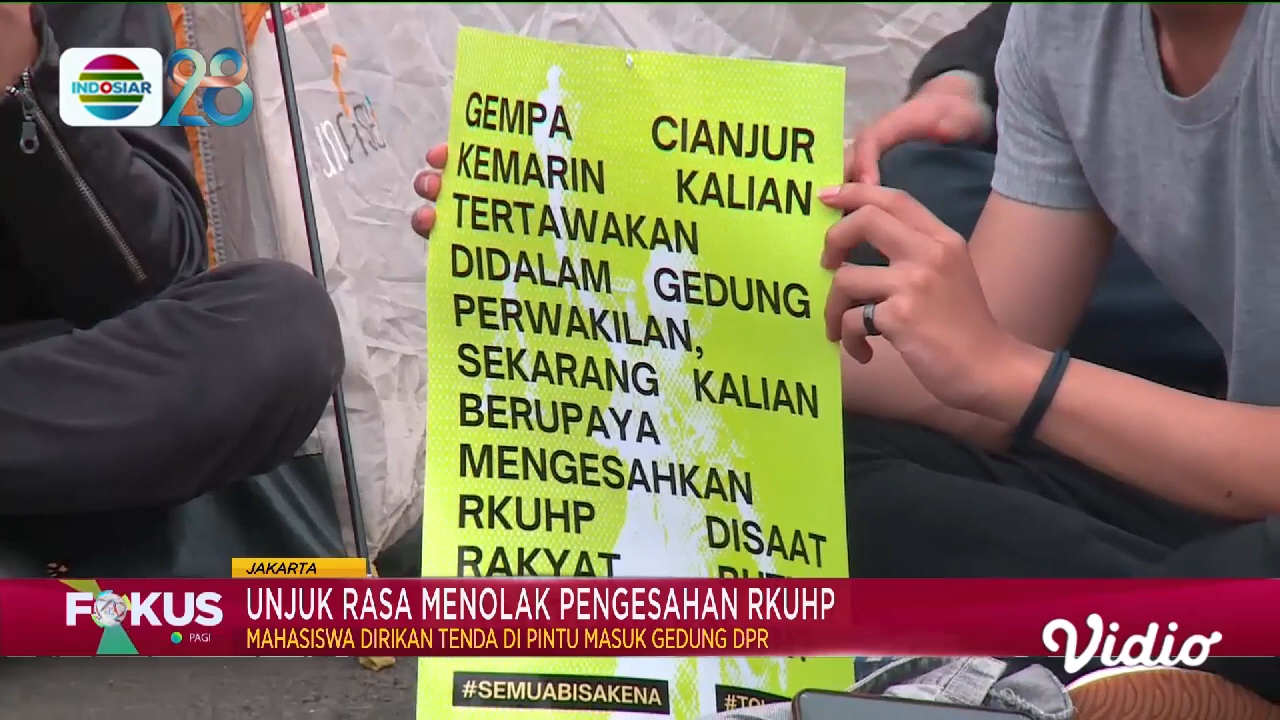 INDOSIAR 28
GEMPA CIANJUR
KEMARIN KALIAN
TERTAWAKAN
DIDALAM GEDUNG
PERWAKILAN,
SEKARANG KALIAN
BERUPAYA
MENGESAHKAN
RKUHP DISAAT
RAKYAT
JAKARTA
FOKUS
PAGI
UNJUK RASA MENOLAK PENGESAHAN RKUHP
MAHASISWA DIRIKAN TENDA DI PINTU MASUK GEDUNG DPR
Vidio
#SEMUABISAKENA